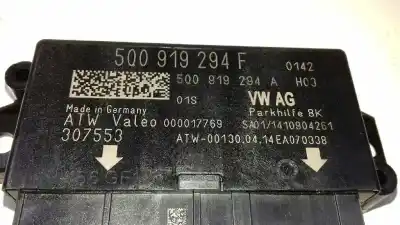 5Q0 919 294 F 0142
5Q0 919 294 A H03
01S VW AG
Made in Germany Parkhilfe 8K
ATW Valeo 000017769 SA01/1410904261
307553 ATW-00130.04.14EA070338